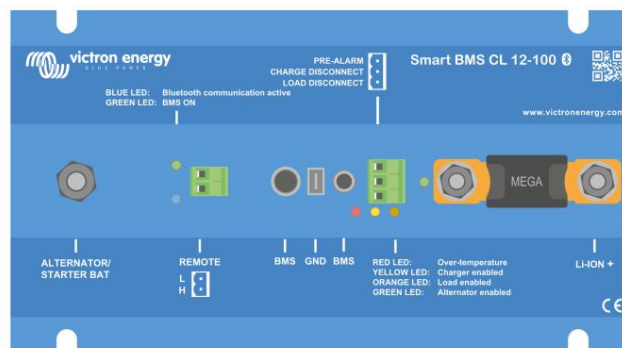 victron energy
BLUE POWER
PRE-ALARM
CHARGE DISCONNECT
LOAD DISCONNECT
Smart BMS CL 12-100
BLUE LED: Bluetooth communication active
GREEN LED: BMS ON
www.victronenergy.com
MEGA
ALTERNATOR/
STARTER BAT
REMOTE
L
H
BMS
GND
BMS
RED LED: Over-temperature
YELLOW LED: Charger enabled
ORANGE LED: Load enabled
GREEN LED: Alternator enabled
Li-ION +
CE